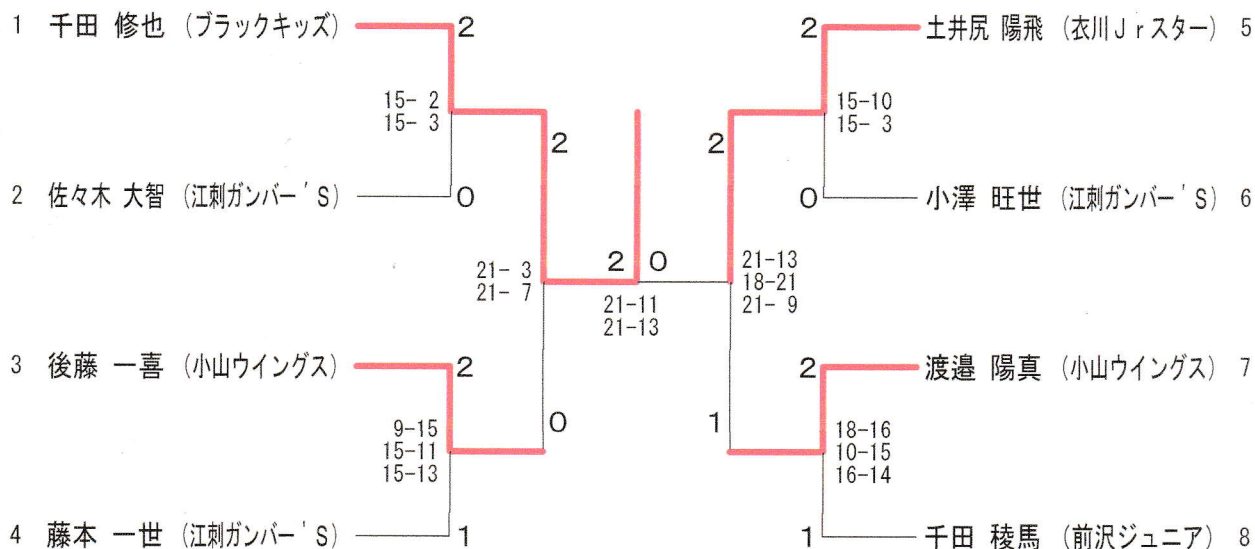 1 千田 修也 (ブラックキッズ) 2
15- 2
15- 3
2 佐々木 大智 (江刺ガンバー'S) 0
2
21- 3
21- 7
3 後藤 一喜 (小山ウイングス) 2
9-15
15-11
15-13
4 藤本 一世 (江刺ガンバー'S) 1
0
2 0
21-11
21-13
2 土井尻 陽飛 (衣川Jrスター) 5
15-10
15- 3
0 小澤 旺世 (江刺ガンバー'S) 6
2
21-13
18-21
21- 9
2 渡邉 陽真 (小山ウイングス) 7
18-16
10-15
16-14
1 千田 稜馬 (前沢ジュニア) 8
1